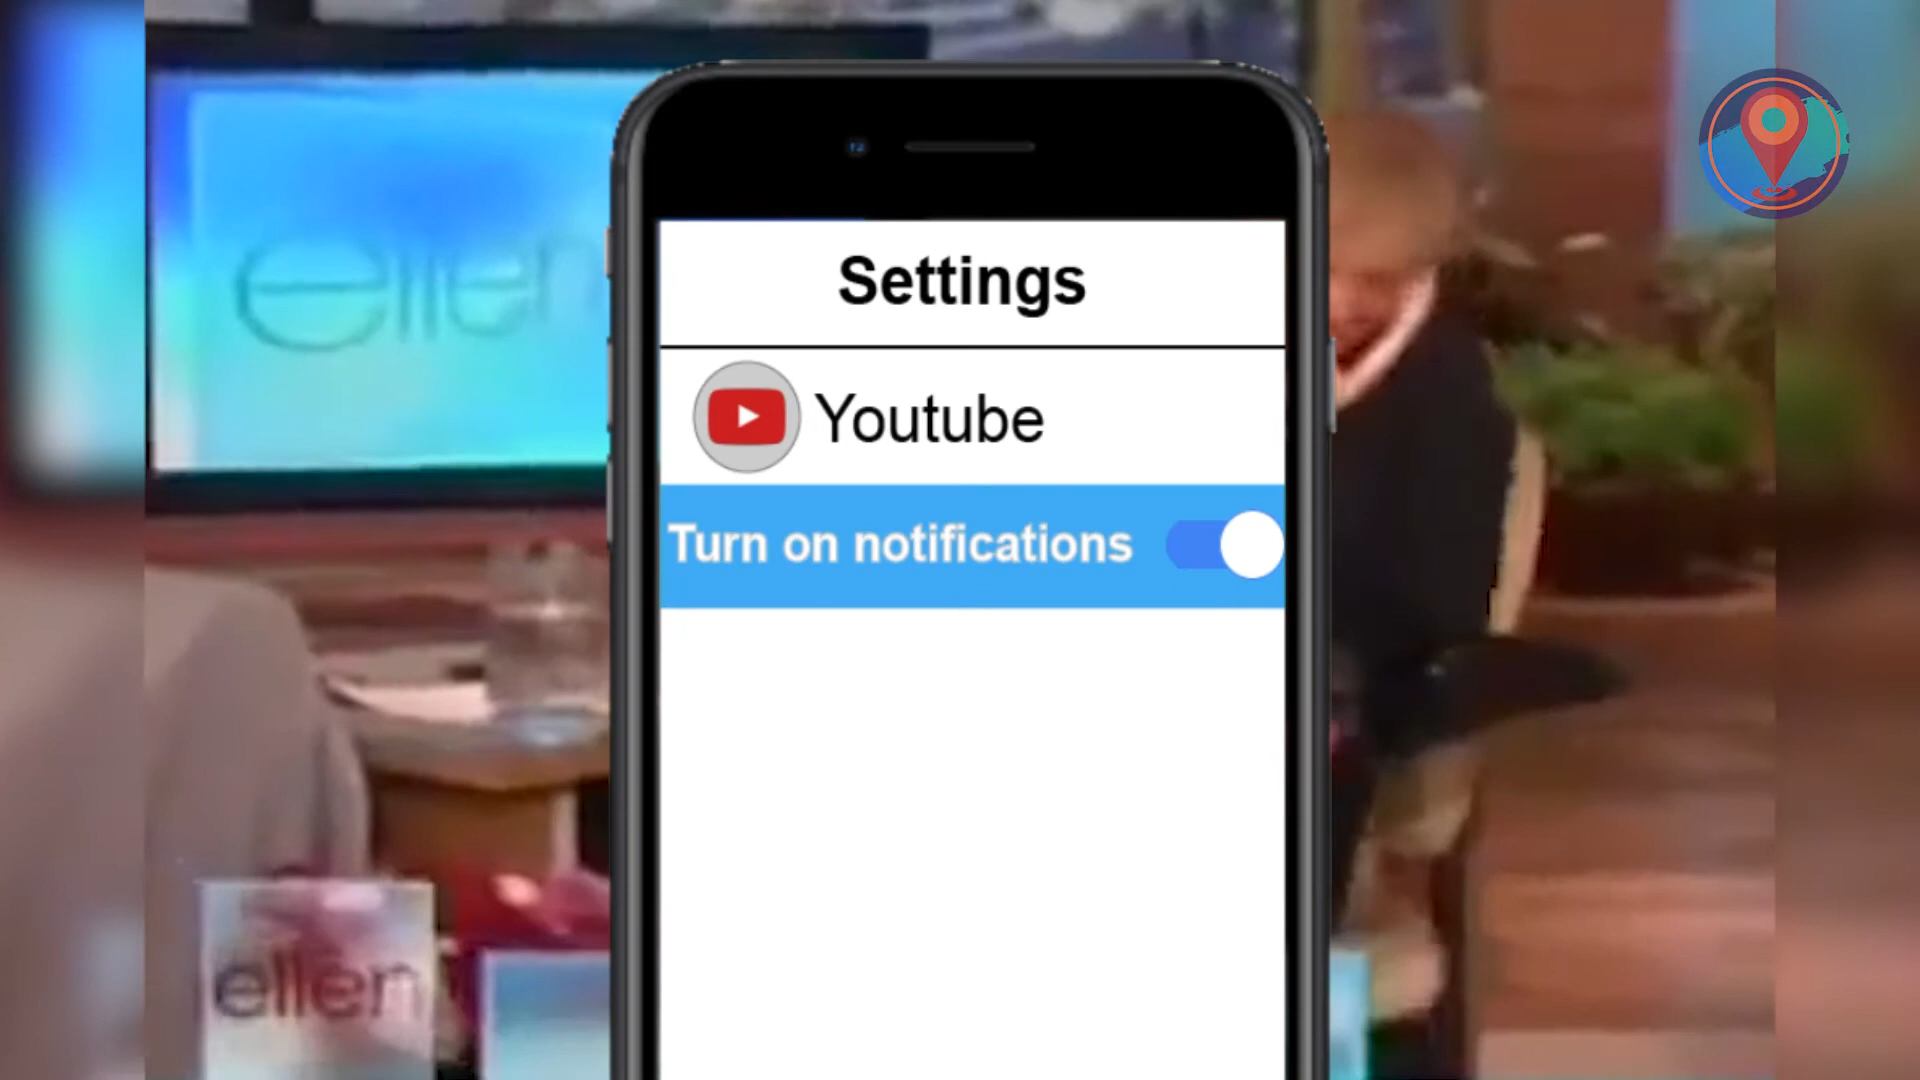 ellen
Settings
Youtube
Turn on notifications
ellen